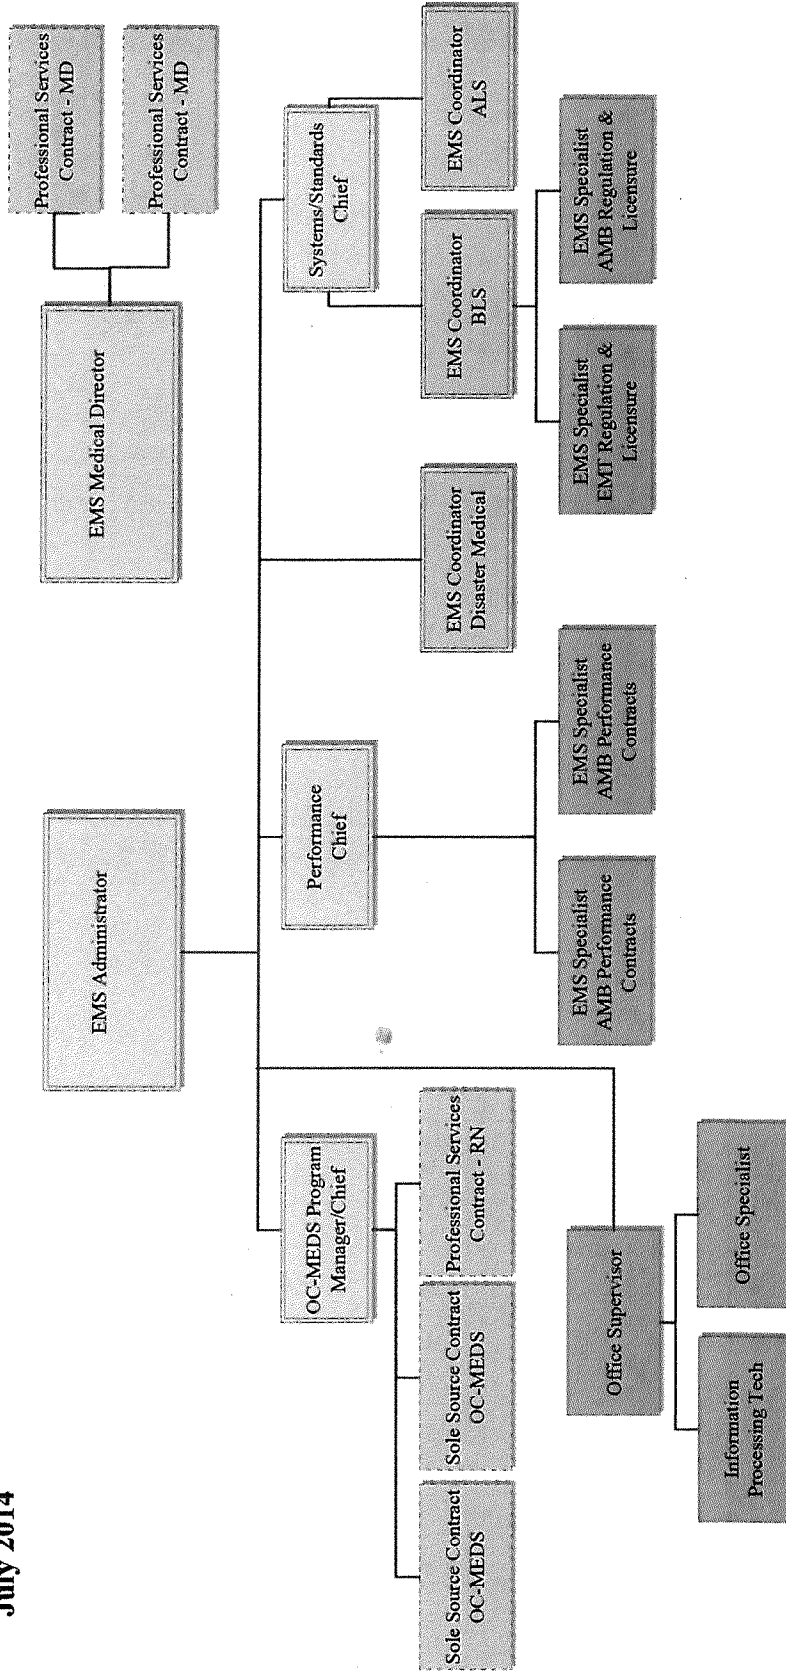 July 2014
EMS Administrator
EMS Medical Director
Professional Services
Contract - MD
Professional Services
Contract - MD
OC-MEDS Program
Manager/Chief
Performance
Chief
Systems/Standards
Chief
Sole Source Contract
OC-MEDS
Sole Source Contract
OC-MEDS
Professional Services
Contract - RN
EMS Coordinator
Disaster Medical
EMS Coordinator
BLS
EMS Coordinator
ALS
Office Supervisor
EMS Specialist
AMB Performance
Contracts
EMS Specialist
AMB Performance
Contracts
EMS Specialist
EMT Regulation &
Licensure
EMS Specialist
AMB Regulation &
Licensure
Information
Processing Tech
Office Specialist